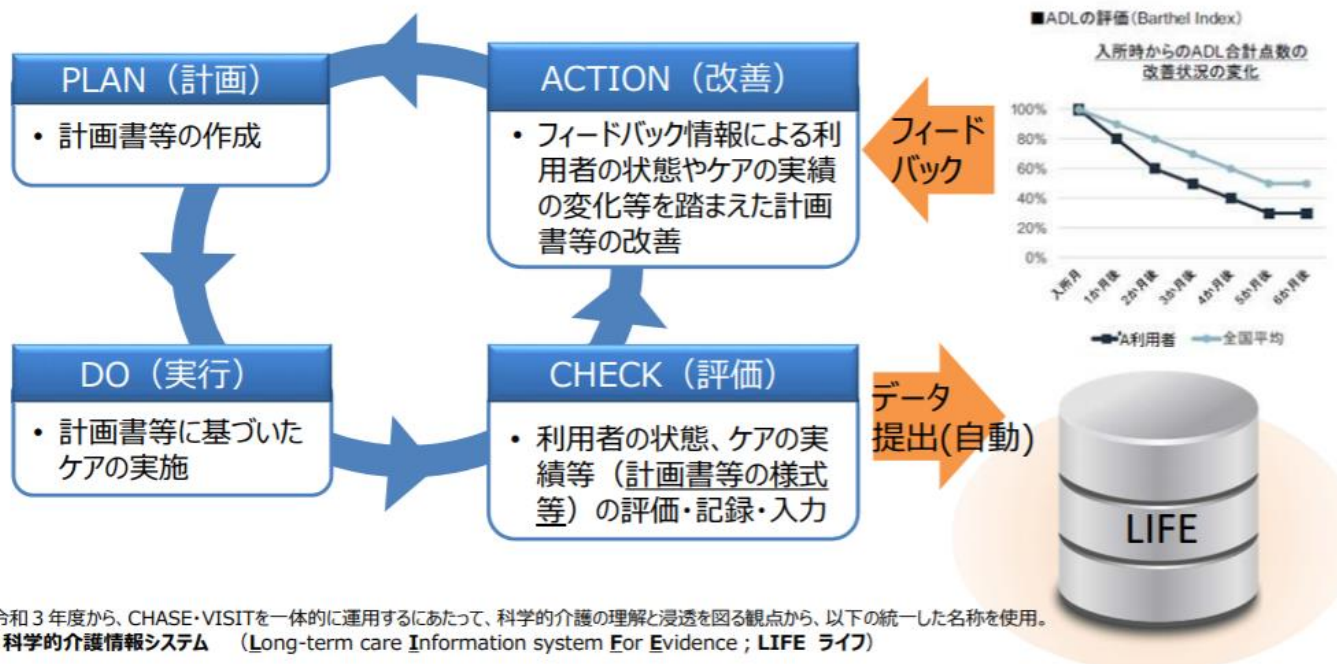 PLAN（計画）
• 計画書等の作成
ACTION（改善）
• フィードバック情報による利
用者の状態やケアの実績
の変化等を踏まえた計画
書等の改善
フィード
バック
■ADLの評価（Barthel Index）
入所時からのADL合計点数の
改善状況の変化
100%
80%
60%
40%
20%
0%
入所月
1か月後
2か月後
3か月後
4か月後
5か月後
6か月後
A利用者
全国平均
DO（実行）
• 計画書等に基づいた
ケアの実施
CHECK（評価）
• 利用者の状態、ケアの実
績等（計画書等の様式
等）の評価・記録・入力
データ
提出(自動)
LIFE
令和３年度から、CHASE・VISITを一体的に運用するにあたって、科学的介護の理解と浸透を図る観点から、以下の統一した名称を使用。
科学的介護情報システム （Long-term care Information system For Evidence ; LIFE ライフ）